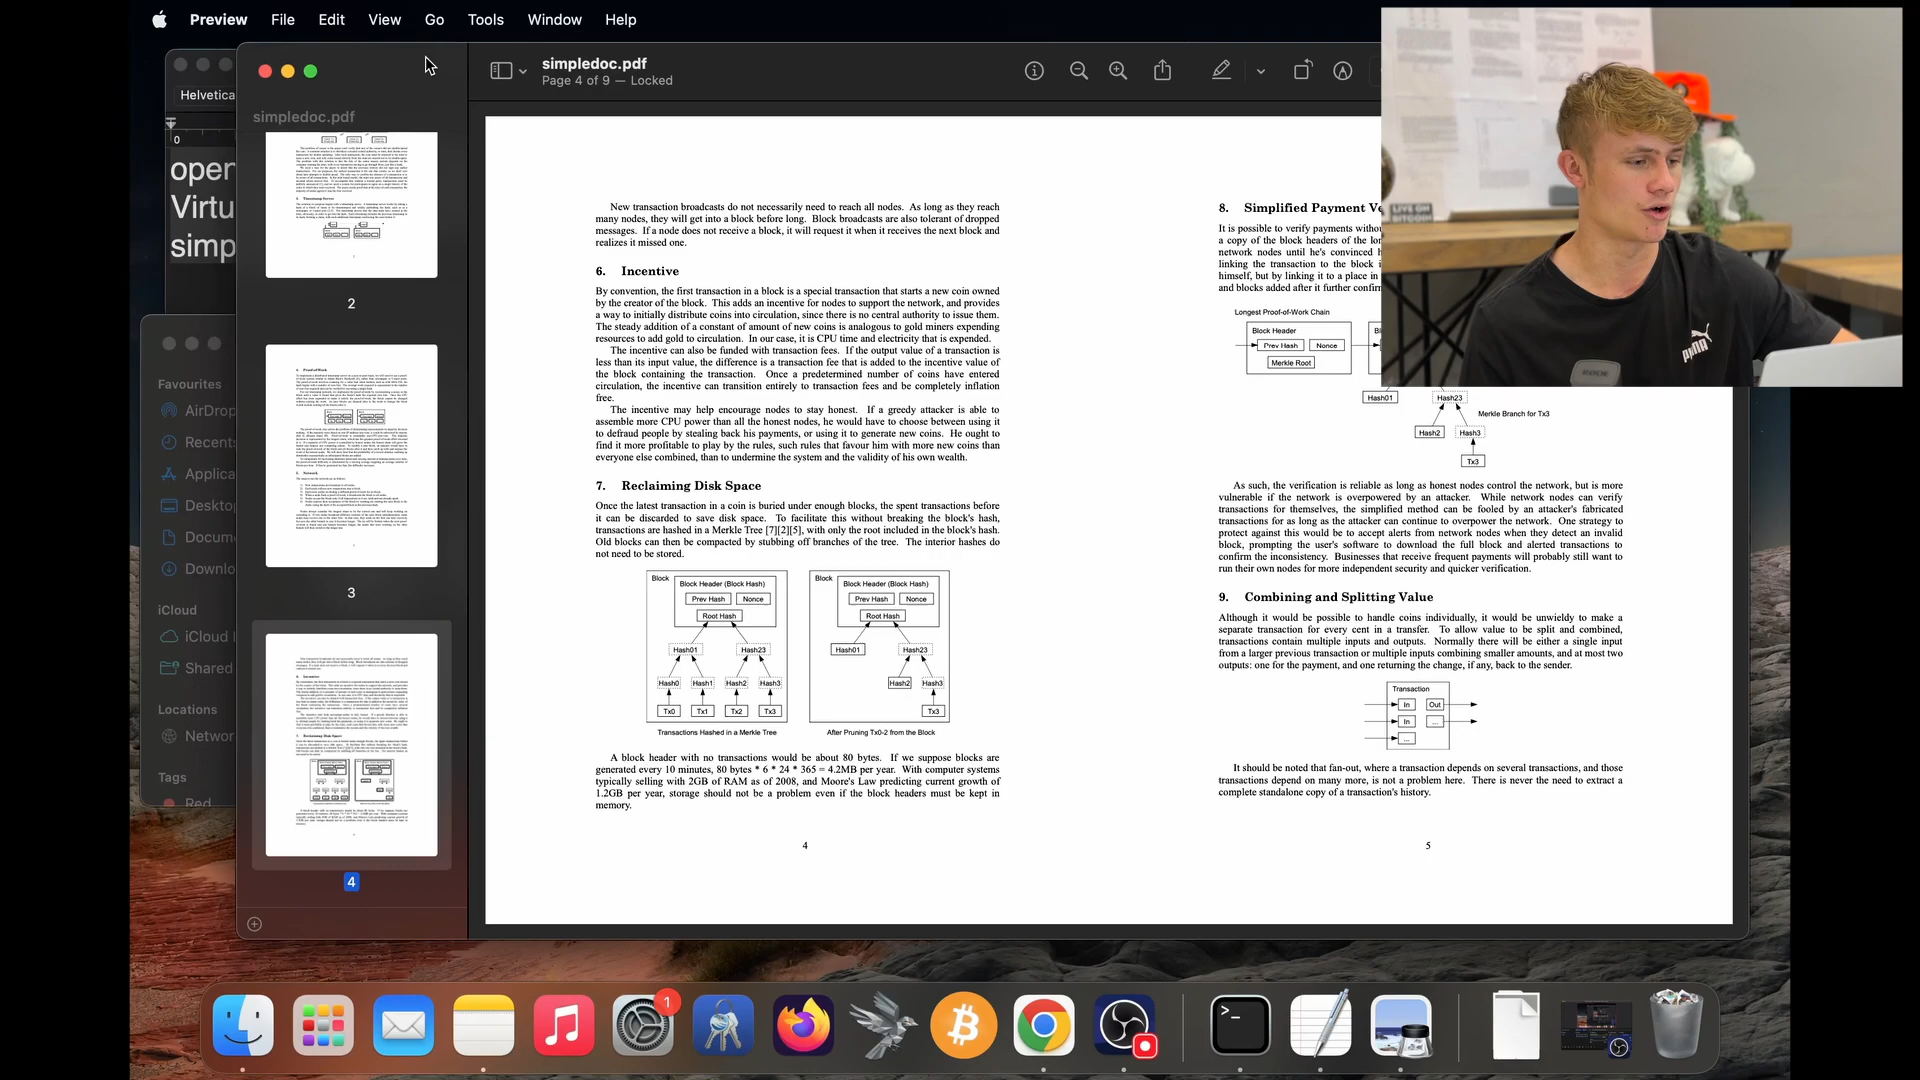 Preview File Edit View Go Tools Window Help
simpledoc.pdf
Page 4 of 9 — Locked
Helvetica
0
open
Virtu
simp
Favourites
AirDrop
Recents
Applica
Desktop
Docum
Downlo
iCloud
iCloud
Shared
Locations
Networ
Tags
Red
simpledoc.pdf
2
3
4
New transaction broadcasts do not necessarily need to reach all nodes. As long as they reach
many nodes, they will get into a block before long. Block broadcasts are also tolerant of dropped
messages. If a node does not receive a block, it will request it when it receives the next block and
realizes it missed one.
6. Incentive
By convention, the first transaction in a block is a special transaction that starts a new coin owned
by the creator of the block. This adds an incentive for nodes to support the network, and provides
a way to initially distribute coins into circulation, since there is no central authority to issue them.
The steady addition of a constant of amount of new coins is analogous to gold miners expending
resources to add gold to circulation. In our case, it is CPU time and electricity that is expended.
The incentive can also be funded with transaction fees. If the output value of a transaction is
less than its input value, the difference is a transaction fee that is added to the incentive value of
the block containing the transaction. Once a predetermined number of coins have entered
circulation, the incentive can transition entirely to transaction fees and be completely inflation
free.
The incentive may help encourage nodes to stay honest. If a greedy attacker is able to
assemble more CPU power than all the honest nodes, he would have to choose between using it
to defraud people by stealing back his payments, or using it to generate new coins. He ought to
find it more profitable to play by the rules, such rules that favour him with more new coins than
everyone else combined, than to undermine the system and the validity of his own wealth.
7. Reclaiming Disk Space
Once the latest transaction in a coin is buried under enough blocks, the spent transactions before
it can be discarded to save disk space. To facilitate this without breaking the block's hash,
transactions are hashed in a Merkle Tree [7][2][5], with only the root included in the block's hash.
Old blocks can then be compacted by stubbing off branches of the tree. The interior hashes do
not need to be stored.
Block
Block Header (Block Hash)
Prev Hash Nonce
Root Hash
Hash01 Hash23
Hash0 Hash1 Hash2 Hash3
Tx0 Tx1 Tx2 Tx3
Transactions Hashed in a Merkle Tree
Block
Block Header (Block Hash)
Prev Hash Nonce
Root Hash
Hash01 Hash23
Hash2 Hash3
Tx3
After Pruning Tx0-2 from the Block
A block header with no transactions would be about 80 bytes. If we suppose blocks are
generated every 10 minutes, 80 bytes * 6 * 24 * 365 = 4.2MB per year. With computer systems
typically selling with 2GB of RAM as of 2008, and Moore's Law predicting current growth of
1.2GB per year, storage should not be a problem even if the block headers must be kept in
memory.
4
8. Simplified Payment Ve
It is possible to verify payments witho
a copy of the block headers of the lon
network nodes until he's convinced h
linking the transaction to the block i
himself, but by linking it to a place in
and blocks added after it further confirm
Longest Proof-of-Work Chain
Block Header
Prev Hash Nonce
Merkle Root
Bl
Hash01 Hash23
Merkle Branch for Tx3
Hash2 Hash3
Tx3
As such, the verification is reliable as long as honest nodes control the network, but is more
vulnerable if the network is overpowered by an attacker. While network nodes can verify
transactions for themselves, the simplified method can be fooled by an attacker's fabricated
transactions for as long as the attacker can continue to overpower the network. One strategy to
protect against this would be to accept alerts from network nodes when they detect an invalid
block, prompting the user's software to download the full block and alerted transactions to
confirm the inconsistency. Businesses that receive frequent payments will probably still want to
run their own nodes for more independent security and quicker verification.
9. Combining and Splitting Value
Although it would be possible to handle coins individually, it would be unwieldy to make a
separate transaction for every cent in a transfer. To allow value to be split and combined,
transactions contain multiple inputs and outputs. Normally there will be either a single input
from a larger previous transaction or multiple inputs combining smaller amounts, and at most two
outputs: one for the payment, and one returning the change, if any, back to the sender.
Transaction
In Out
In ...
...
It should be noted that fan-out, where a transaction depends on several transactions, and those
transactions depend on many more, is not a problem here. There is never the need to extract a
complete standalone copy of a transaction's history.
5
LIVE ON
BITCOIN
PUMA
RODE
1